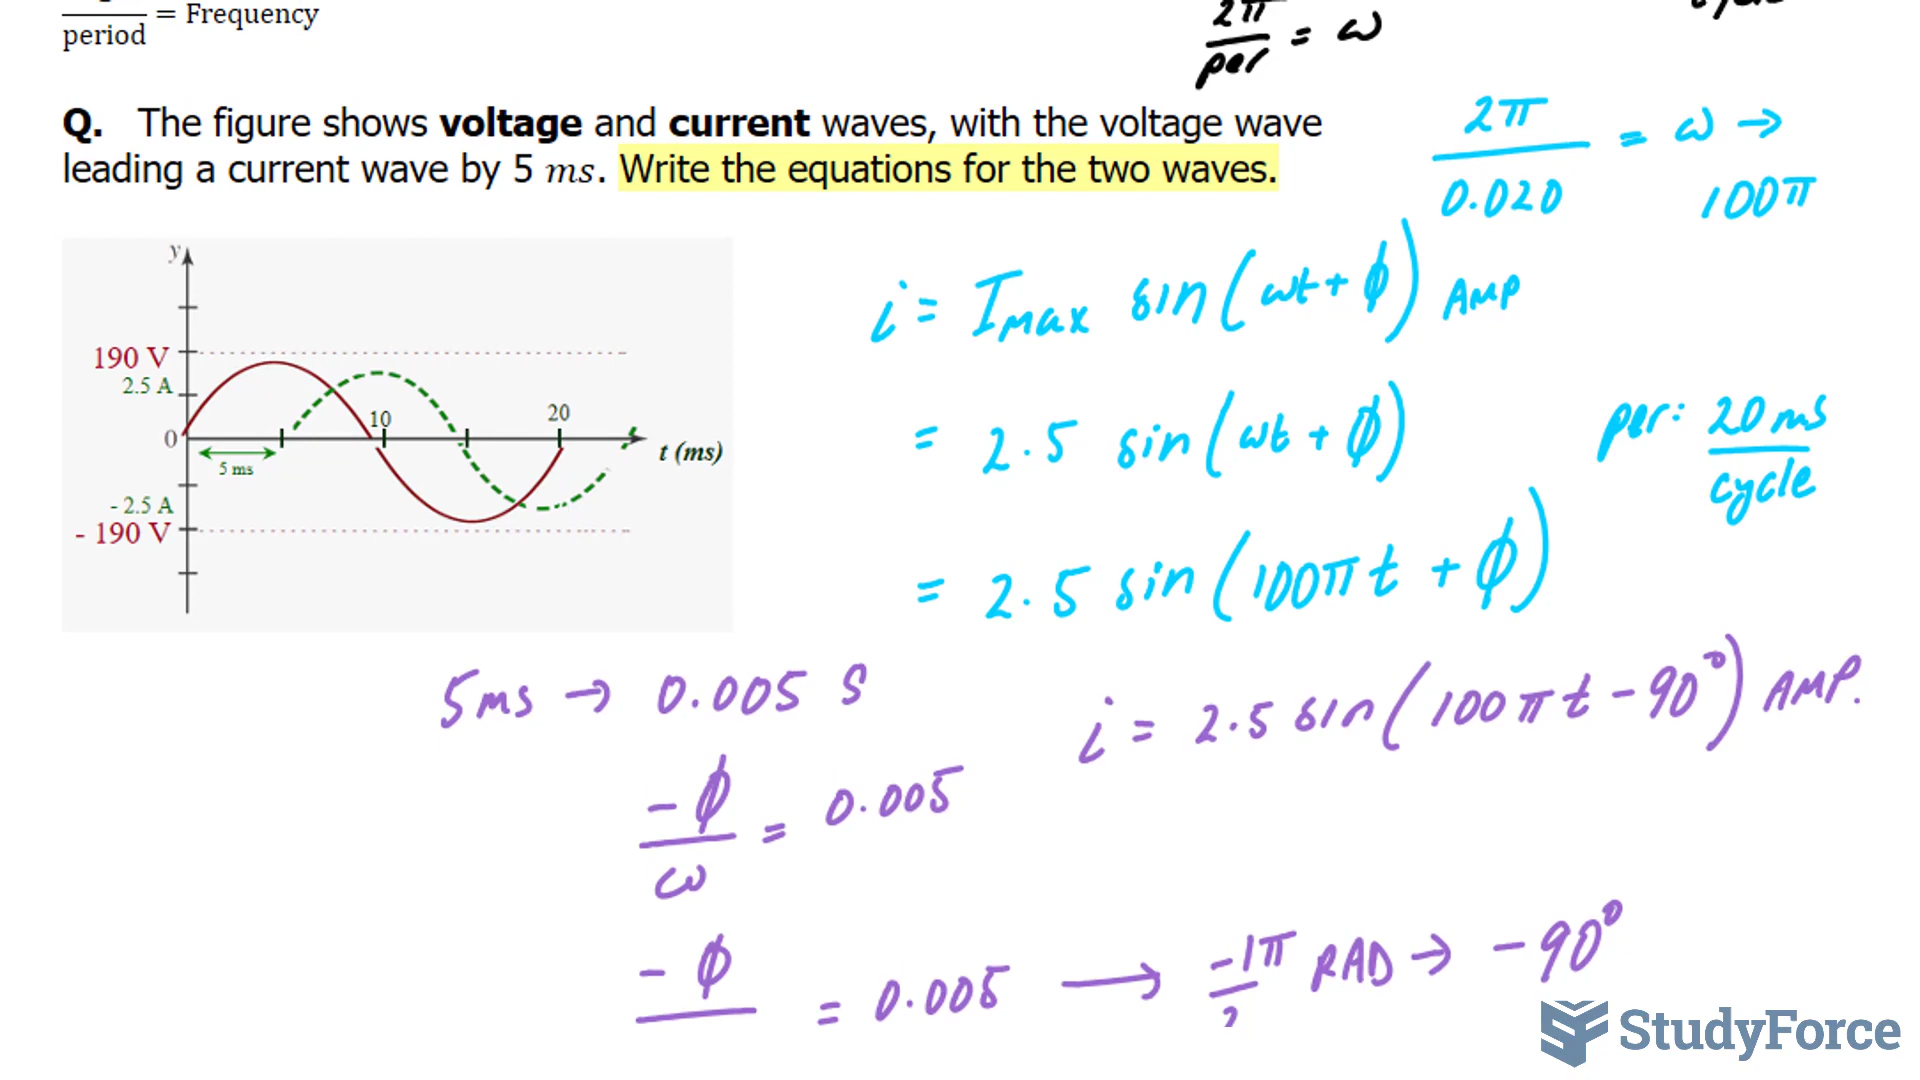 period = Frequency
2π
per = ω
Q. The figure shows voltage and current waves, with the voltage wave
leading a current wave by 5 ms. Write the equations for the two waves.
2π
0.020 = ω →
100π
y
190 V
2.5 A
0
10
20
t (ms)
5 ms
- 2.5 A
- 190 V
i = Imax sin(ωt + φ) AMP
= 2.5 sin(ωt + φ)
per: 20 ms
cycle
= 2.5 sin(100πt + φ)
5ms → 0.005 s
i = 2.5 sin(100πt - 90°) AMP.
-φ
ω = 0.005
-φ
= 0.005 → -1π
2 RAD → -90°
StudyForce